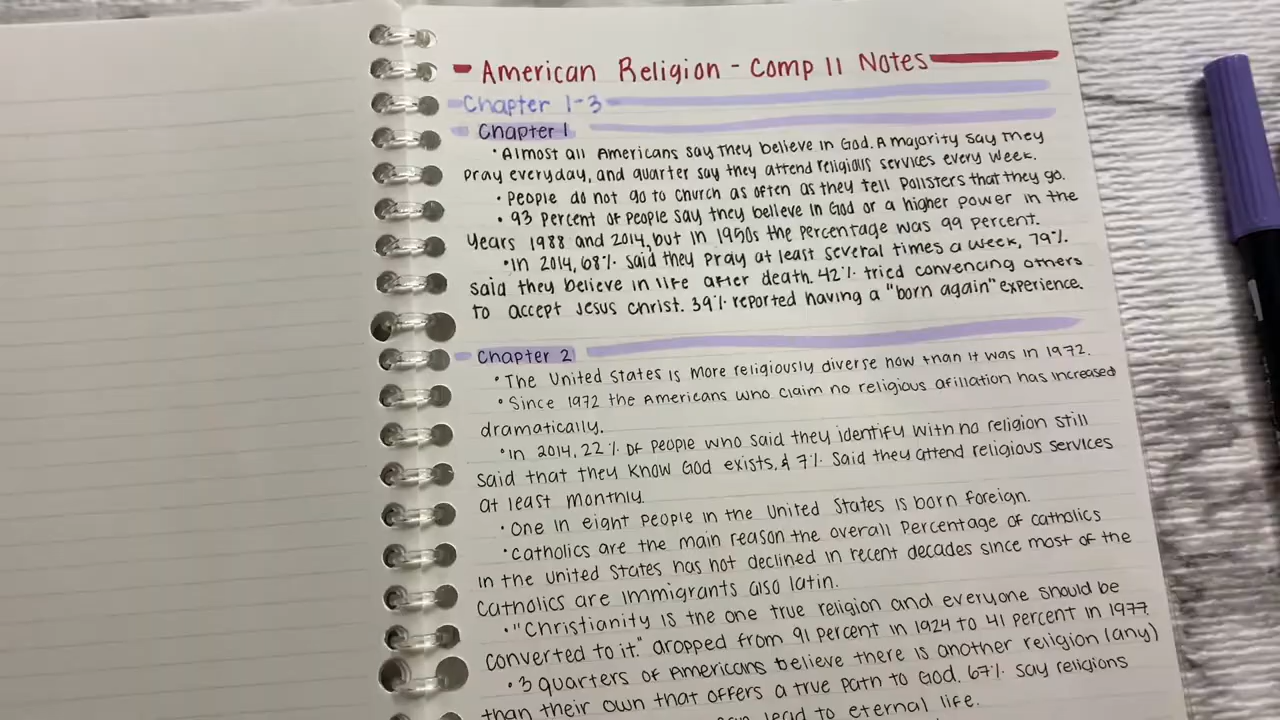 American Religion - Comp II Notes
Chapter 1-3
Chapter 1
• Almost all Americans say they believe in God. A majority say they
pray everyday, and quarter say they attend religious services every week.
• People do not go to church as often as they tell pollsters that they go.
• 93 percent of people say they believe in God or a higher power in the
years 1988 and 2014, but in 1950s the percentage was 99 percent.
• In 2014, 68% said they pray at least several times a week, 79%
said they believe in life after death. 42% tried convencing others
to accept Jesus Christ. 39% reported having a "born again" experience.
Chapter 2
• The United States is more religiously diverse now than it was in 1972.
• Since 1972 the Americans who claim no religious afiliation has increased
dramatically.
• In 2014, 22% of people who said they identify with no religion still
said that they know God exists, & 7% said they attend religious services
at least monthly.
• One in eight people in the United States is born foreign.
• Catholics are the main reason the overall percentage of catholics
in the United States has not declined in recent decades since most of the
Catholics are immigrants also latin.
• "Christianity is the one true religion and everyone should be
converted to it." dropped from 91 percent in 1924 to 41 percent in 1977.
• 3 quarters of Americans believe there is another religion (any)
than their own that offers a true path to God. 67% say religions
can lead to eternal life.